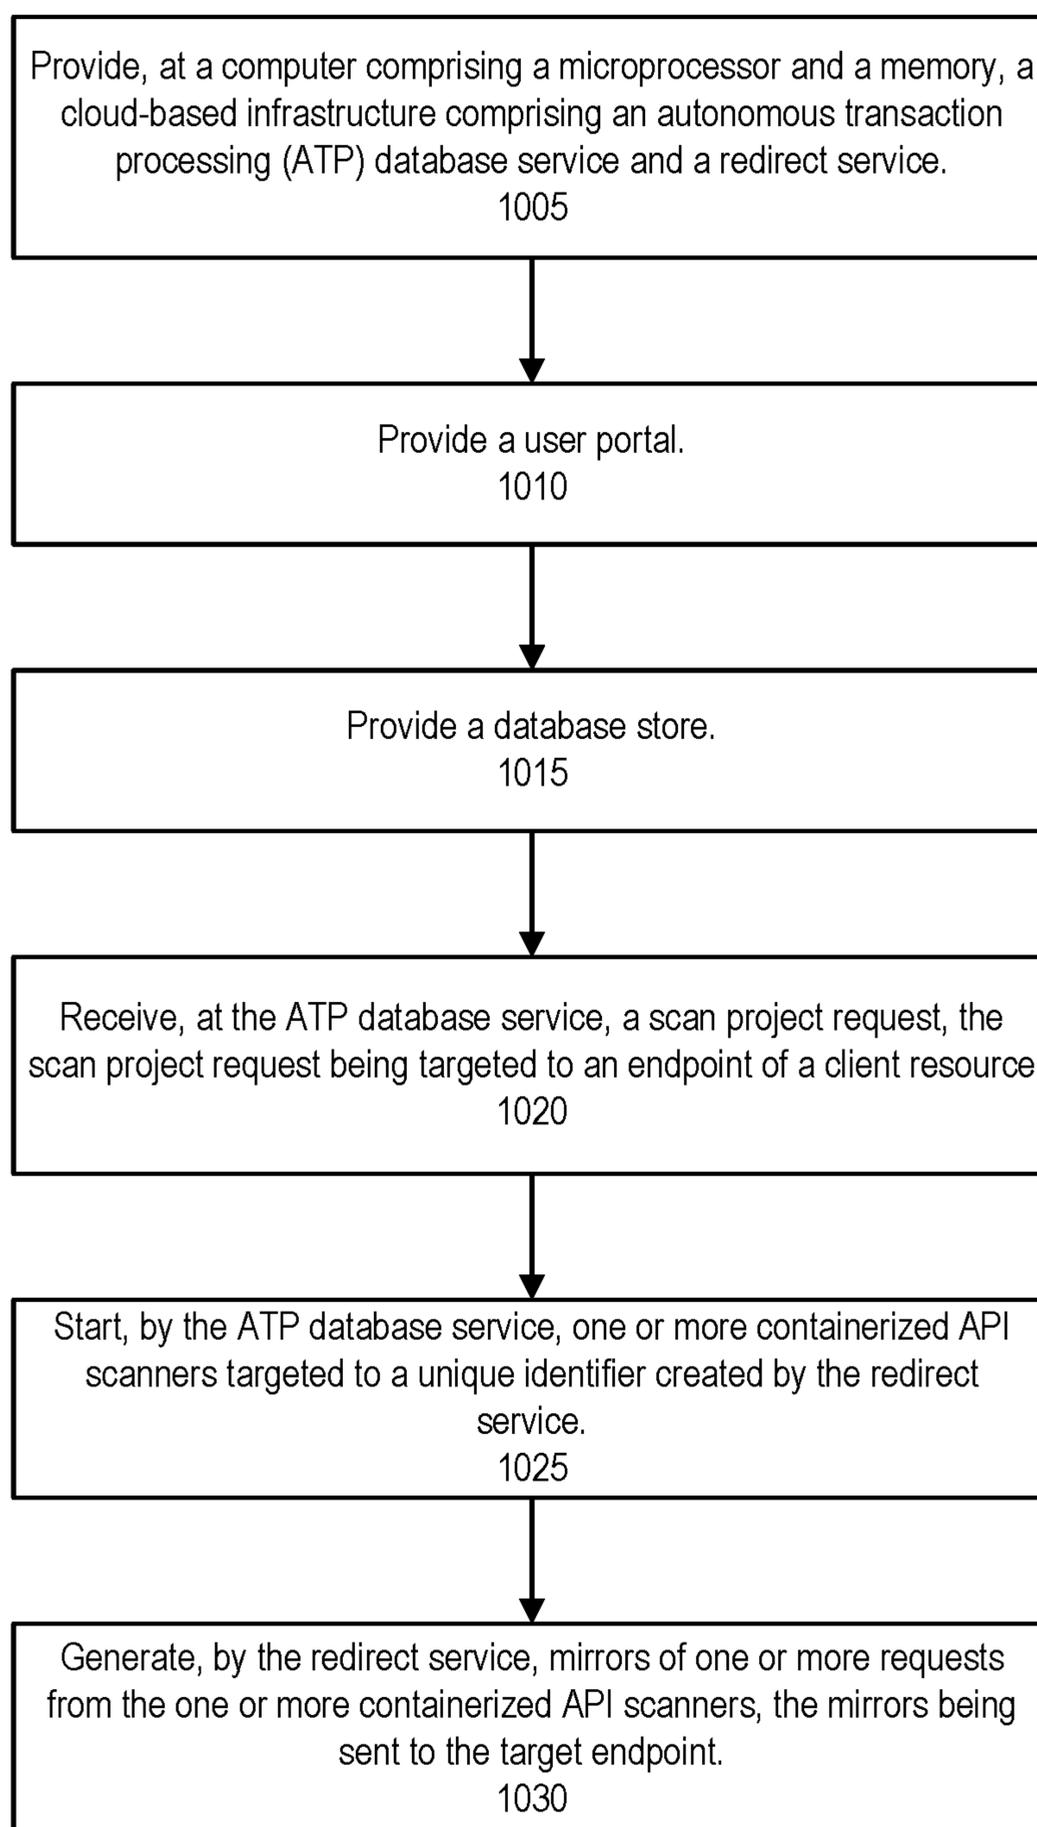 Provide, at a computer comprising a microprocessor and a memory, a
cloud-based infrastructure comprising an autonomous transaction
processing (ATP) database service and a redirect service.
1005
Provide a user portal.
1010
Provide a database store.
1015
Receive, at the ATP database service, a scan project request, the
scan project request being targeted to an endpoint of a client resource
1020
Start, by the ATP database service, one or more containerized API
scanners targeted to a unique identifier created by the redirect
service.
1025
Generate, by the redirect service, mirrors of one or more requests
from the one or more containerized API scanners, the mirrors being
sent to the target endpoint.
1030